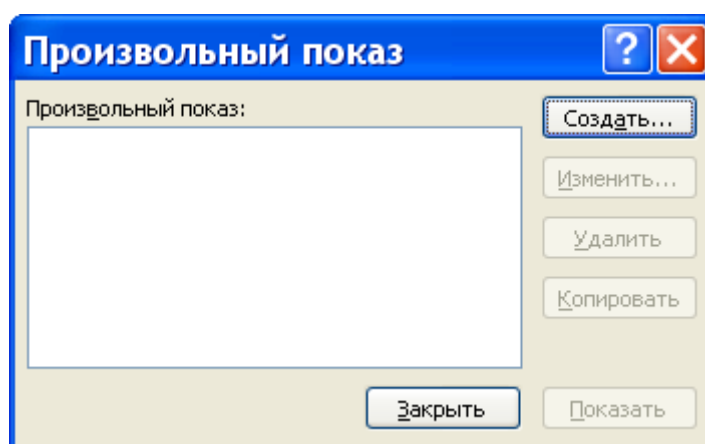 Произвольный показ
Произвольный показ:
Создать...
Изменить...
Удалить
Копировать
Закрыть
Показать